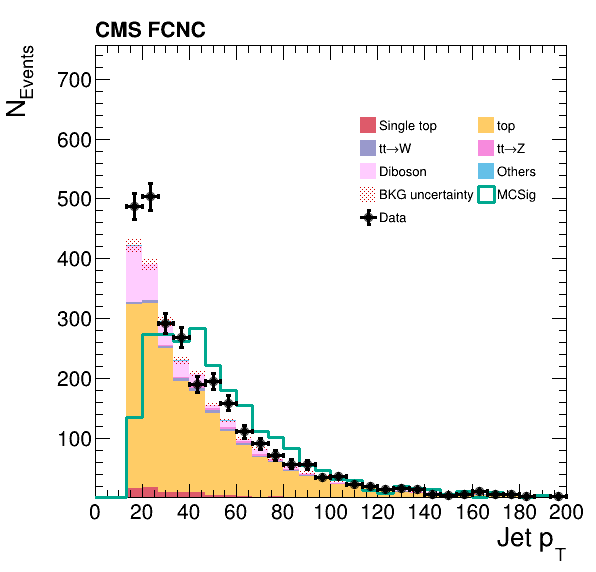 CMS FCNC
N_Events
700
600
500
400
300
200
100
Single top
top
tt→W
tt→Z
Diboson
Others
BKG uncertainty
MCSig
Data
0 20 40 60 80 100 120 140 160 180 200
Jet p_T